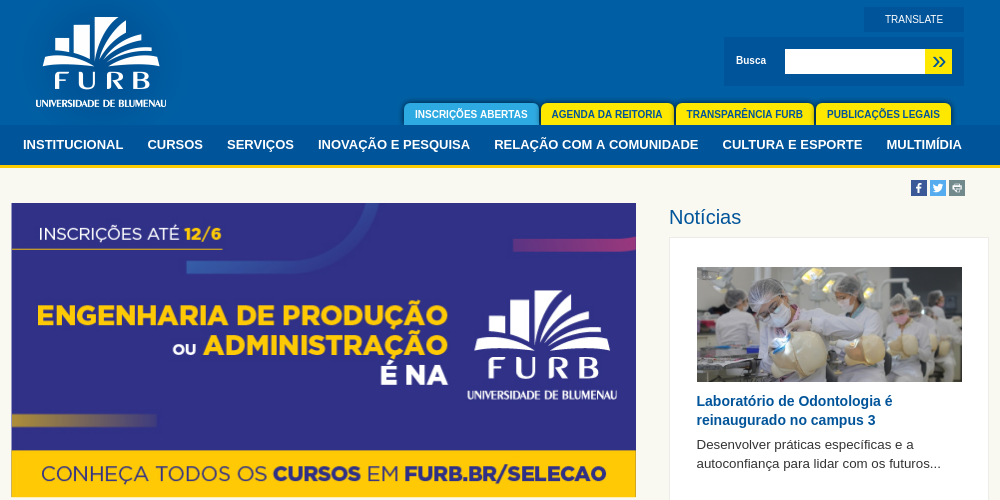 FURB
UNIVERSIDADE DE BLUMENAU
TRANSLATE
Busca
»
INSCRIÇÕES ABERTAS AGENDA DA REITORIA TRANSPARÊNCIA FURB PUBLICAÇÕES LEGAIS
INSTITUCIONAL CURSOS SERVIÇOS INOVAÇÃO E PESQUISA RELAÇÃO COM A COMUNIDADE CULTURA E ESPORTE MULTIMÍDIA
INSCRIÇÕES ATÉ 12/6
ENGENHARIA DE PRODUÇÃO
OU ADMINISTRAÇÃO
É NA
FURB
UNIVERSIDADE DE BLUMENAU
CONHEÇA TODOS OS CURSOS EM FURB.BR/SELECAO
Notícias
Laboratório de Odontologia é
reinaugurado no campus 3
Desenvolver práticas específicas e a
autoconfiança para lidar com os futuros...